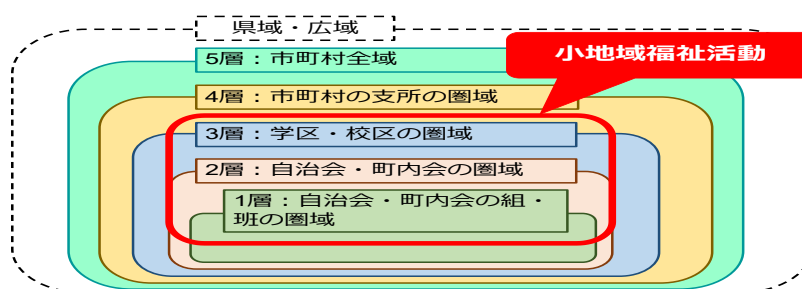 県域・広域
5層：市町村全域
小地域福祉活動
4層：市町村の支所の圏域
3層：学区・校区の圏域
2層：自治会・町内会の圏域
1層：自治会・町内会の組・
班の圏域